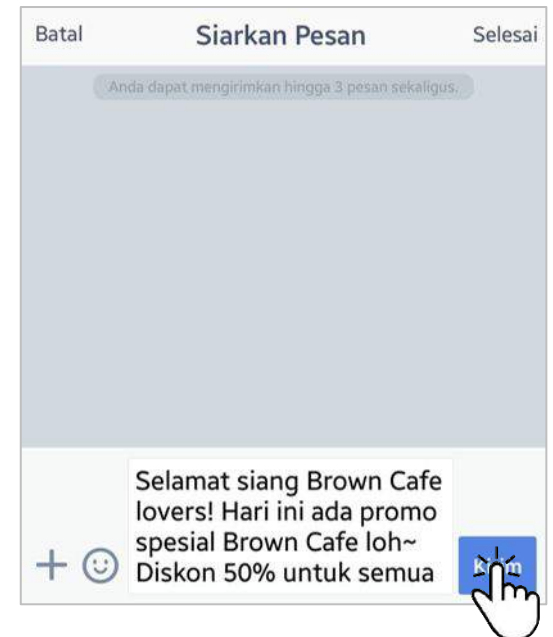 Batal Siarkan Pesan Selesai
Anda dapat mengirimkan hingga 3 pesan sekaligus.
Selamat siang Brown Cafe
lovers! Hari ini ada promo
spesial Brown Cafe loh~
Diskon 50% untuk semua